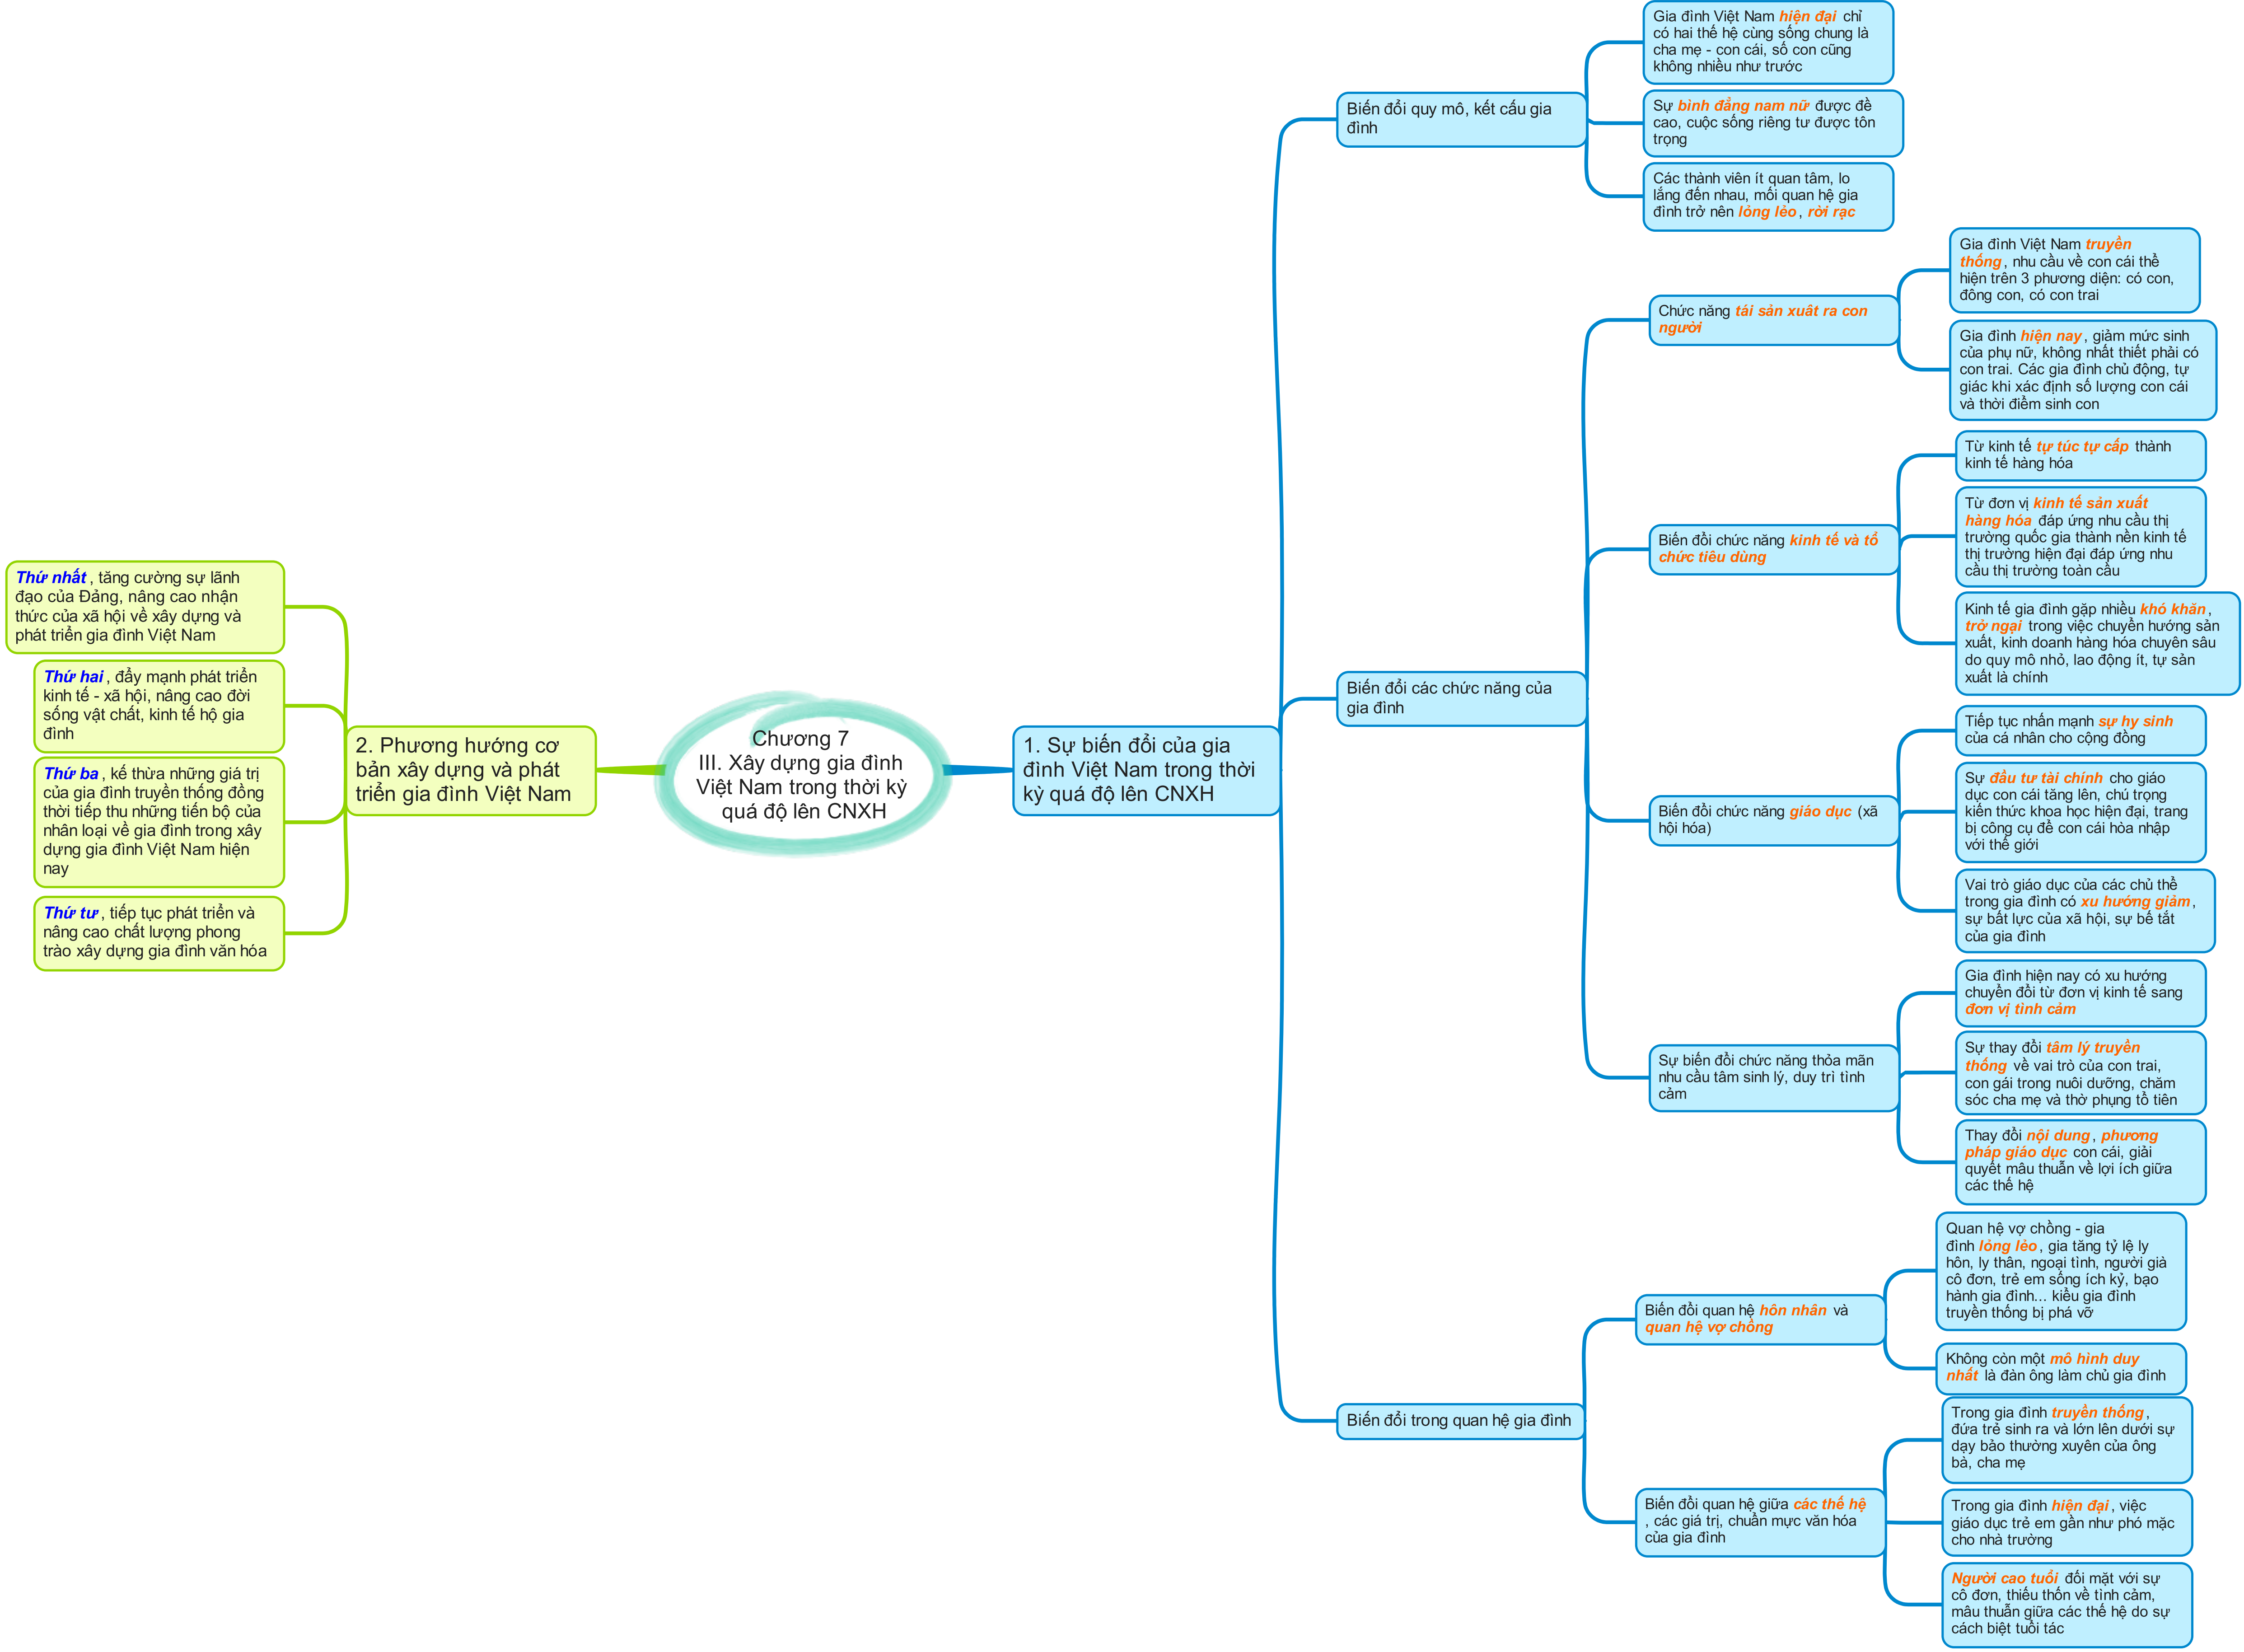 Chương 7
III. Xây dựng gia đình
Việt Nam trong thời kỳ
quá độ lên CNXH
1. Sự biến đổi của gia
đình Việt Nam trong thời
kỳ quá độ lên CNXH
Biến đổi quy mô, kết cấu gia
đình
Gia đình Việt Nam hiện đại chỉ
có hai thế hệ cùng sống chung là
cha mẹ - con cái, số con cũng
không nhiều như trước
Sự bình đẳng nam nữ được đề
cao, cuộc sống riêng tư được tôn
trọng
Các thành viên ít quan tâm, lo
lắng đến nhau, mối quan hệ gia
đình trở nên lỏng lẻo, rời rạc
Biến đổi các chức năng của
gia đình
Chức năng tái sản xuât ra con
người
Gia đình Việt Nam truyền
thống, nhu cầu về con cái thể
hiện trên 3 phương diện: có con,
đông con, có con trai
Gia đình hiện nay, giảm mức sinh
của phụ nữ, không nhất thiết phải có
con trai. Các gia đình chủ động, tự
giác khi xác định số lượng con cái
và thời điểm sinh con
Biến đổi chức năng kinh tế và tổ
chức tiêu dùng
Từ kinh tế tự túc tự cấp thành
kinh tế hàng hóa
Từ đơn vị kinh tế sản xuất
hàng hóa đáp ứng nhu cầu thị
trường quốc gia thành nền kinh tế
thị trường hiện đại đáp ứng nhu
cầu thị trường toàn cầu
Kinh tế gia đình gặp nhiều khó khăn,
trở ngại trong việc chuyển hướng sản
xuất, kinh doanh hàng hóa chuyên sâu
do quy mô nhỏ, lao động ít, tự sản
xuất là chính
Biến đổi chức năng giáo dục (xã
hội hóa)
Tiếp tục nhấn mạnh sự hy sinh
của cá nhân cho cộng đồng
Sự đầu tư tài chính cho giáo
dục con cái tăng lên, chú trọng
kiến thức khoa học hiện đại, trang
bị công cụ để con cái hòa nhập
với thế giới
Vai trò giáo dục của các chủ thể
trong gia đình có xu hướng giảm,
sự bất lực của xã hội, sự bế tắt
của gia đình
Sự biến đổi chức năng thỏa mãn
nhu cầu tâm sinh lý, duy trì tình
cảm
Gia đình hiện nay có xu hướng
chuyển đổi từ đơn vị kinh tế sang
đơn vị tình cảm
Sự thay đổi tâm lý truyền
thống về vai trò của con trai,
con gái trong nuôi dưỡng, chăm
sóc cha mẹ và thờ phụng tổ tiên
Thay đổi nội dung, phương
pháp giáo dục con cái, giải
quyết mâu thuẫn về lợi ích giữa
các thế hệ
Biến đổi trong quan hệ gia đình
Biến đổi quan hệ hôn nhân và
quan hệ vợ chồng
Quan hệ vợ chồng - gia
đình lỏng lẻo, gia tăng tỷ lệ ly
hôn, ly thân, ngoại tình, người già
cô đơn, trẻ em sống ích kỷ, bạo
hành gia đình... kiểu gia đình
truyền thống bị phá vỡ
Không còn một mô hình duy
nhất là đàn ông làm chủ gia đình
Biến đổi quan hệ giữa các thế hệ
, các giá trị, chuẩn mực văn hóa
của gia đình
Trong gia đình truyền thống,
đứa trẻ sinh ra và lớn lên dưới sự
dạy bảo thường xuyên của ông
bà, cha mẹ
Trong gia đình hiện đại, việc
giáo dục trẻ em gần như phó mặc
cho nhà trường
Người cao tuổi đối mặt với sự
cô đơn, thiếu thốn về tình cảm,
mâu thuẫn giữa các thế hệ do sự
cách biệt tuổi tác
2. Phương hướng cơ
bản xây dựng và phát
triển gia đình Việt Nam
Thứ nhất, tăng cường sự lãnh
đạo của Đảng, nâng cao nhận
thức của xã hội về xây dựng và
phát triển gia đình Việt Nam
Thứ hai, đẩy mạnh phát triển
kinh tế - xã hội, nâng cao đời
sống vật chất, kinh tế hộ gia
đình
Thứ ba, kế thừa những giá trị
của gia đình truyền thống đồng
thời tiếp thu những tiến bộ của
nhân loại về gia đình trong xây
dựng gia đình Việt Nam hiện
nay
Thứ tư, tiếp tục phát triển và
nâng cao chất lượng phong
trào xây dựng gia đình văn hóa